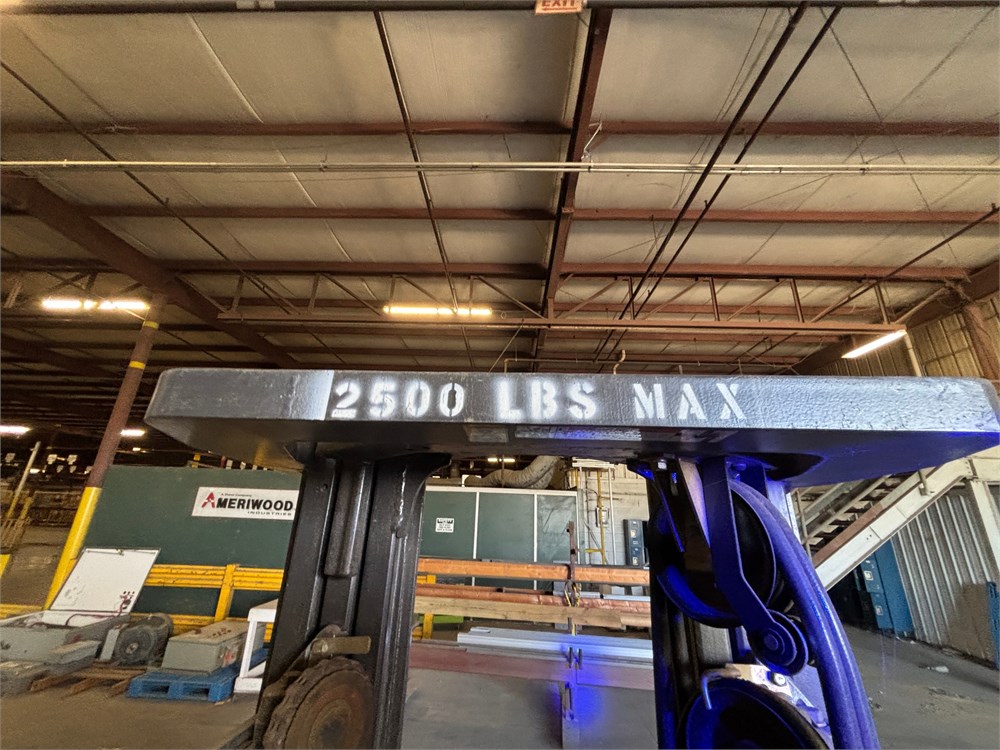 EXIT
2500 LBS MAX
AMERIWOOD
INDUSTRIES